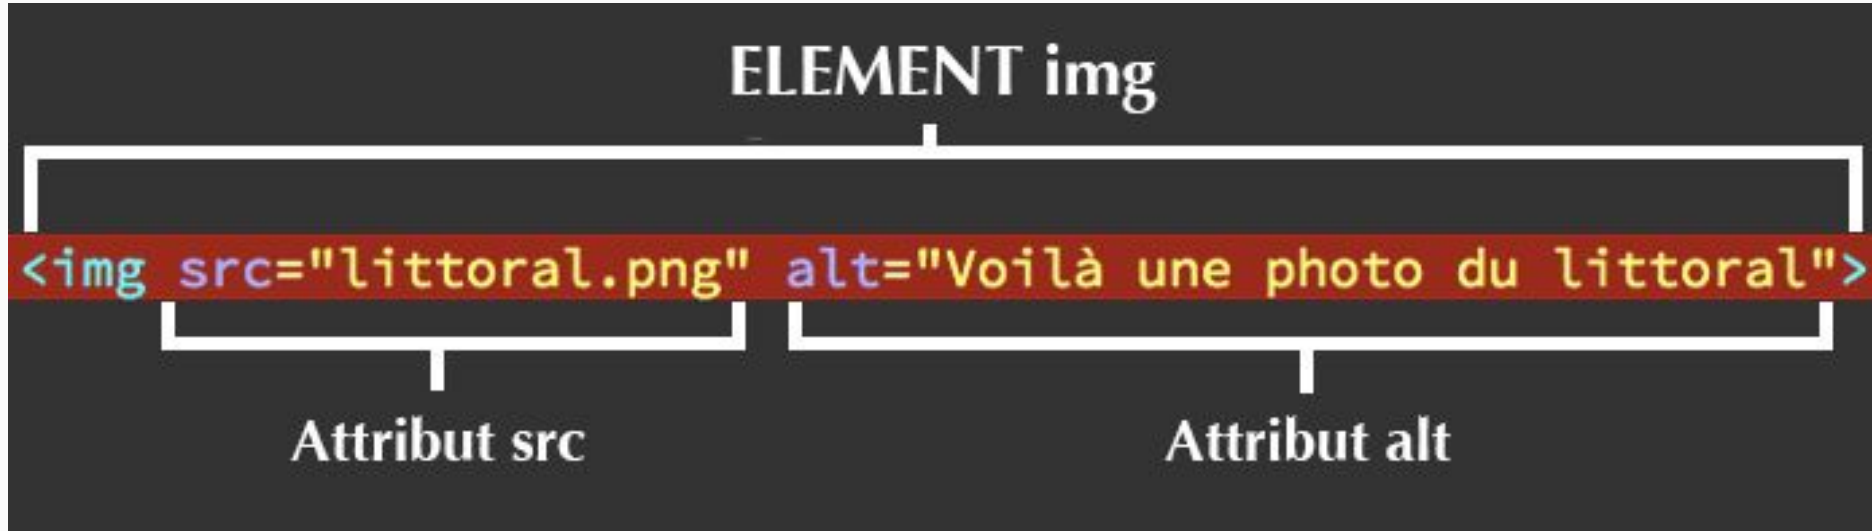 ELEMENT img
<img src="littoral.png" alt="Voilà une photo du littoral">
Attribut src
Attribut alt